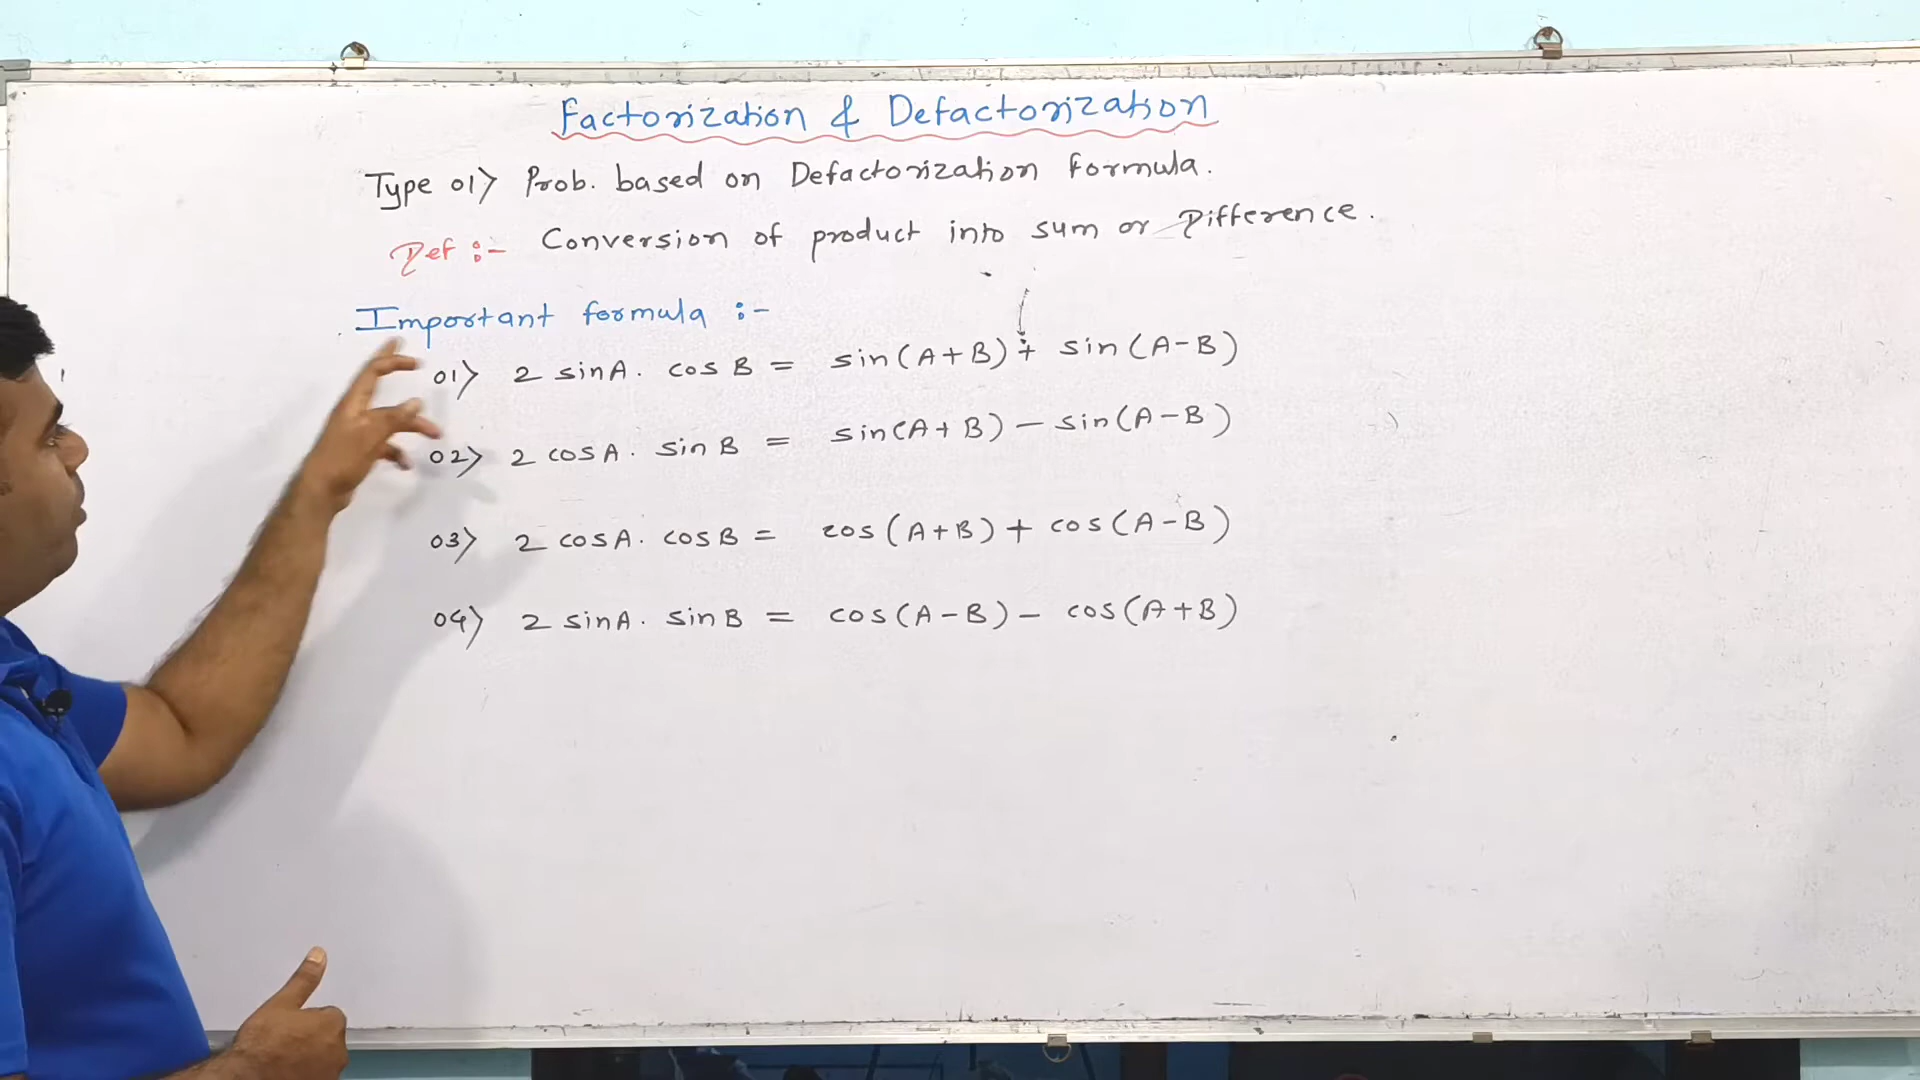 Factorization & Defactorization
Type 01> Prob. based on Defactorization formula.
Def :- Conversion of product into sum or Difference.
Important formula :-
01> 2 sinA. cos B = sin(A+B) + sin(A-B)
02> 2 cosA. sin B = sin(A+B) - sin(A-B)
03> 2 cosA. cosB = cos(A+B) + cos(A-B)
04> 2 sinA. sinB = cos(A-B) - cos(A+B)